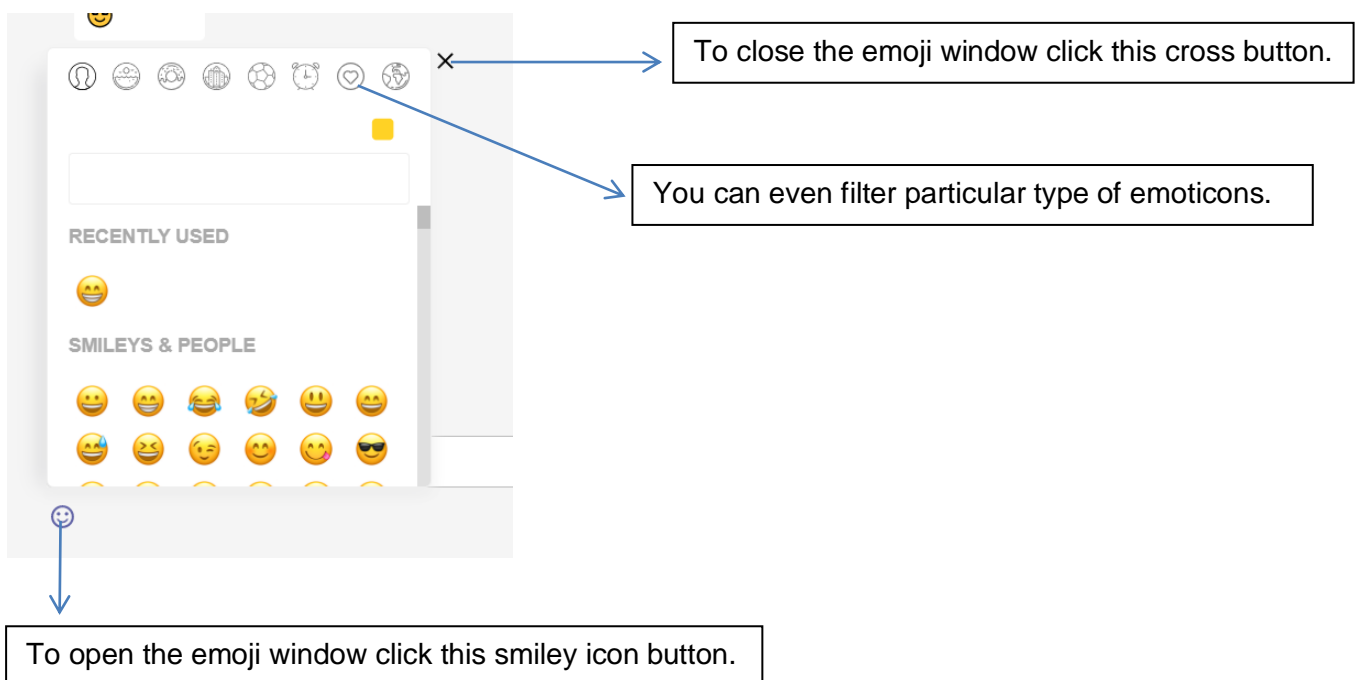 To close the emoji window click this cross button.
You can even filter particular type of emoticons.
RECENTLY USED
SMILEYS & PEOPLE
To open the emoji window click this smiley icon button.